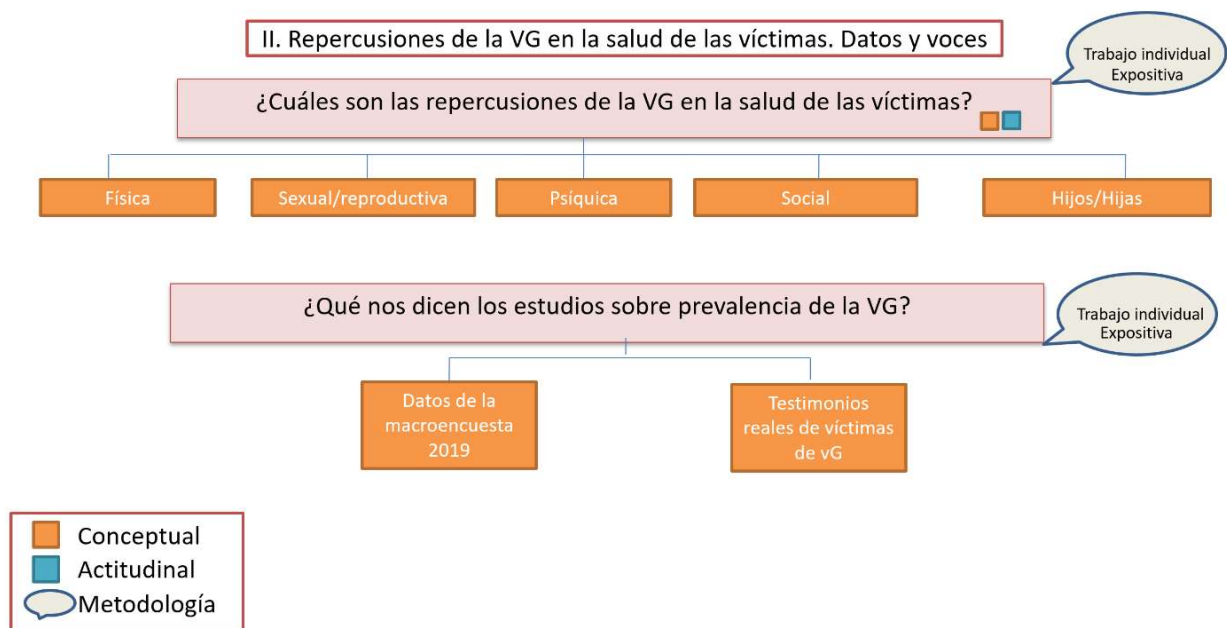 II. Repercusiones de la VG en la salud de las víctimas. Datos y voces
Trabajo individual
Expositiva
¿Cuáles son las repercusiones de la VG en la salud de las víctimas?
Física
Sexual/reproductiva
Psíquica
Social
Hijos/Hijas
¿Qué nos dicen los estudios sobre prevalencia de la VG?
Trabajo individual
Expositiva
Datos de la
macroencuesta
2019
Testimonios
reales de víctimas
de vG
Conceptual
Actitudinal
Metodología